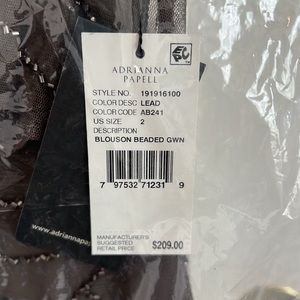 ADRIANNA
PAPELL
STYLE NO. 191916100
COLOR DESC LEAD
COLOR CODE AB241
US SIZE 2
DESCRIPTION
BLOUSON BEADED GWN
7 97532 71231 9
MANUFACTURER'S
SUGGESTED
RETAIL PRICE $209.00
www.adriannapa